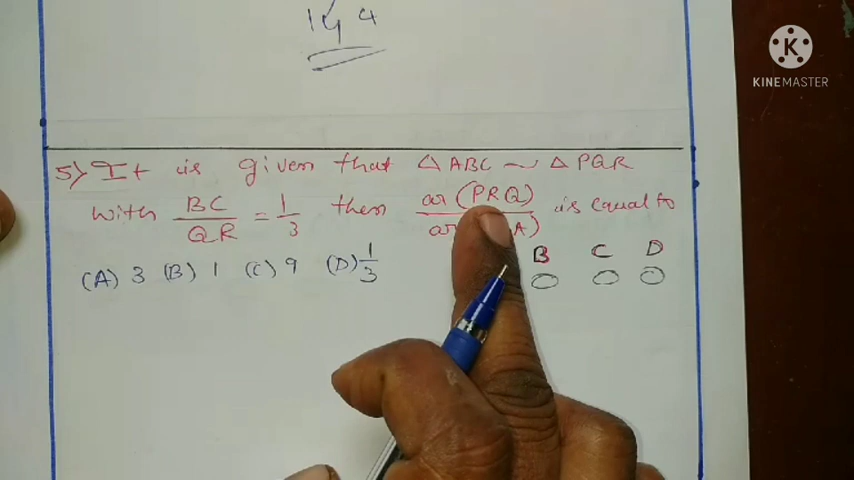 144
K
KINEMASTER
5) It is given that △ABC ~ △PQR
with BC/QR = 1/3 then ar(PRQ)/ar( A) is equal to
(A) 3 (B) 1 (C) 9 (D) 1/3
B C D